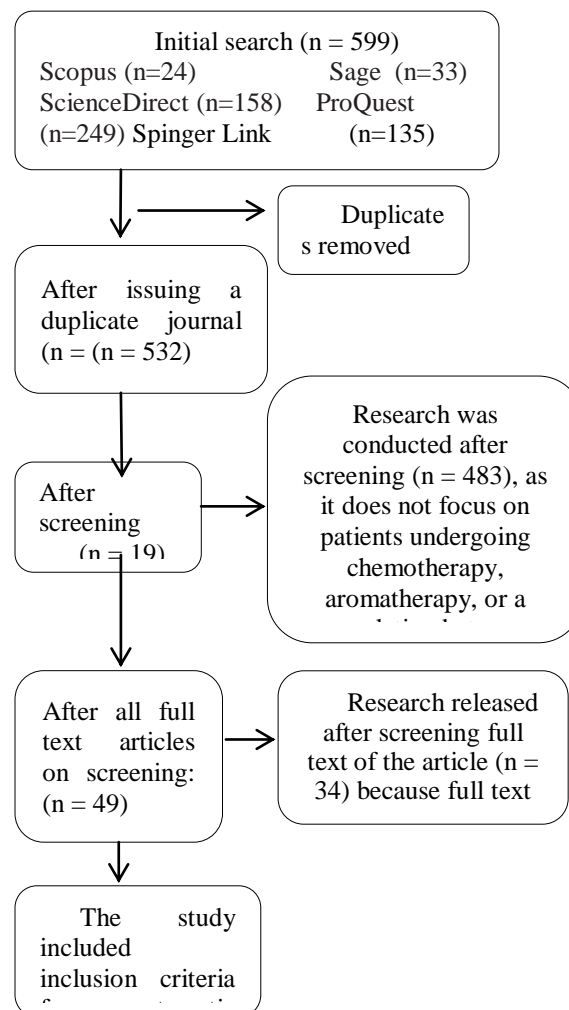 Initial search (n = 599)
Scopus (n=24) Sage (n=33)
ScienceDirect (n=158) ProQuest
(n=249) Spinger Link (n=135)
Duplicate
s removed
After issuing a
duplicate journal
(n = (n = 532)
Research was
conducted after
screening (n = 483), as
it does not focus on
patients undergoing
chemotherapy,
aromatherapy, or a
After
screening
(n = 19)
After all full
text articles
on screening:
(n = 49)
Research released
after screening full
text of the article (n =
34) because full text
The study
included
inclusion criteria